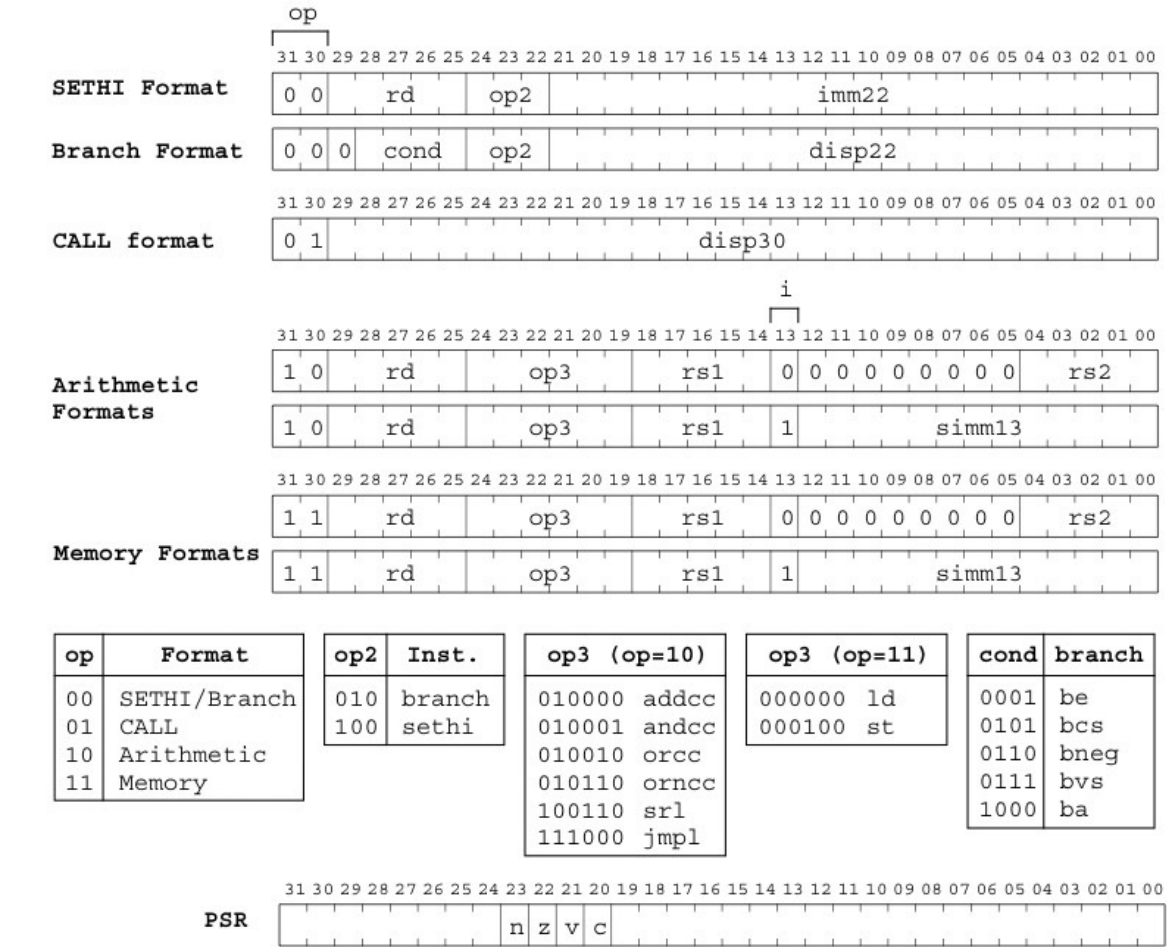 op
31 30 29 28 27 26 25 24 23 22 21 20 19 18 17 16 15 14 13 12 11 10 09 08 07 06 05 04 03 02 01 00
SETHI Format 0 0 rd op2 imm22
Branch Format 0 0 0 cond op2 disp22
31 30 29 28 27 26 25 24 23 22 21 20 19 18 17 16 15 14 13 12 11 10 09 08 07 06 05 04 03 02 01 00
CALL format 0 1 disp30
i
31 30 29 28 27 26 25 24 23 22 21 20 19 18 17 16 15 14 13 12 11 10 09 08 07 06 05 04 03 02 01 00
Arithmetic
Formats
1 0 rd op3 rs1 0 0 0 0 0 0 0 0 0 rs2
1 0 rd op3 rs1 1 simm13
31 30 29 28 27 26 25 24 23 22 21 20 19 18 17 16 15 14 13 12 11 10 09 08 07 06 05 04 03 02 01 00
Memory Formats
1 1 rd op3 rs1 0 0 0 0 0 0 0 0 0 rs2
1 1 rd op3 rs1 1 simm13
op Format
00 SETHI/Branch
01 CALL
10 Arithmetic
11 Memory
op2 Inst.
010 branch
100 sethi
op3 (op=10)
010000 addcc
010001 andcc
010010 orcc
010110 orncc
100110 srl
111000 jmpl
op3 (op=11)
000000 ld
000100 st
cond branch
0001 be
0101 bcs
0110 bneg
0111 bvs
1000 ba
31 30 29 28 27 26 25 24 23 22 21 20 19 18 17 16 15 14 13 12 11 10 09 08 07 06 05 04 03 02 01 00
PSR n z v c